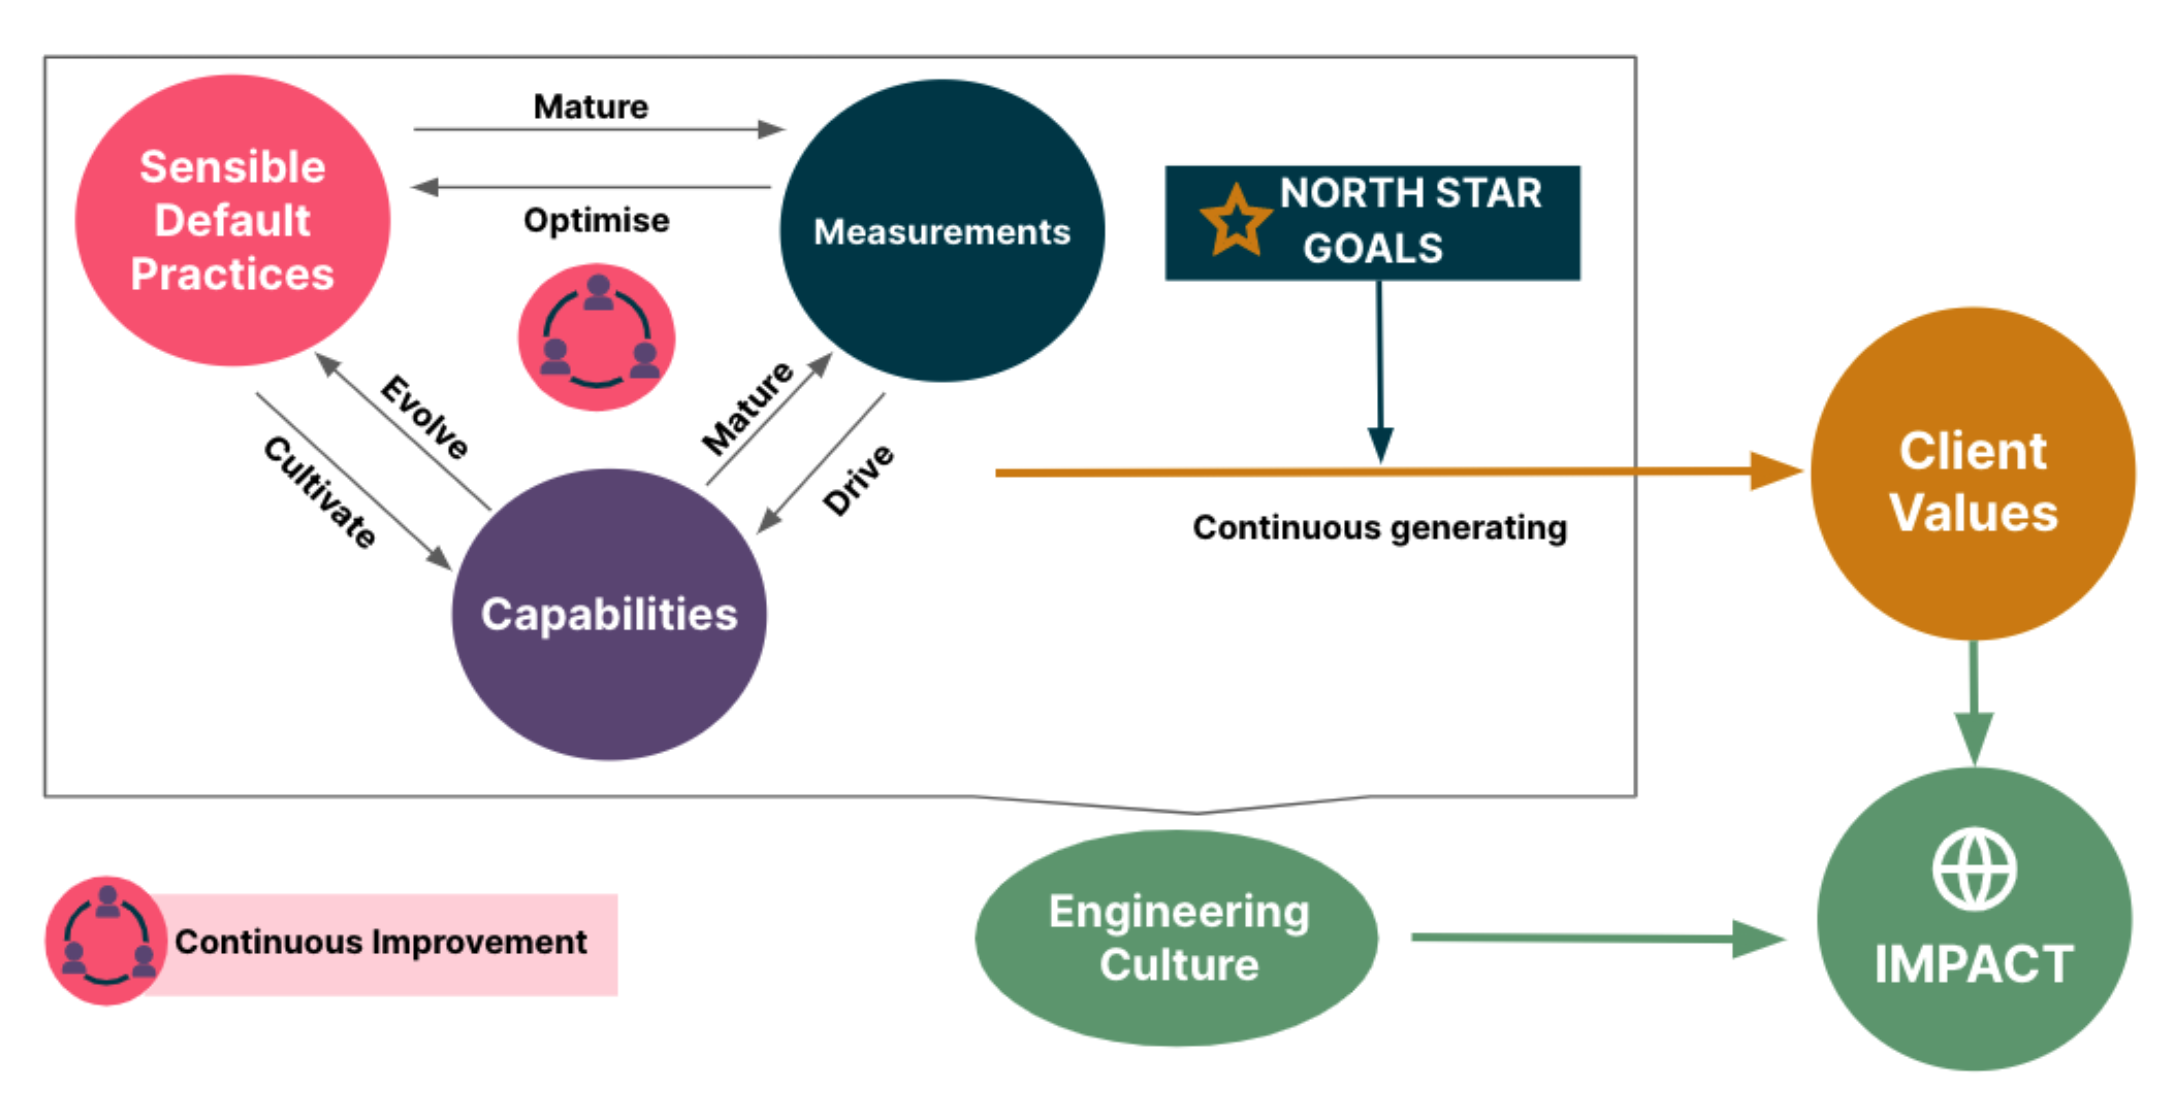 Mature
Sensible
Default
Practices
Optimise
Measurements
NORTH STAR
GOALS
Evolve
Cultivate
Mature
Drive
Capabilities
Continuous generating
Client
Values
Engineering
Culture
Continuous Improvement
IMPACT